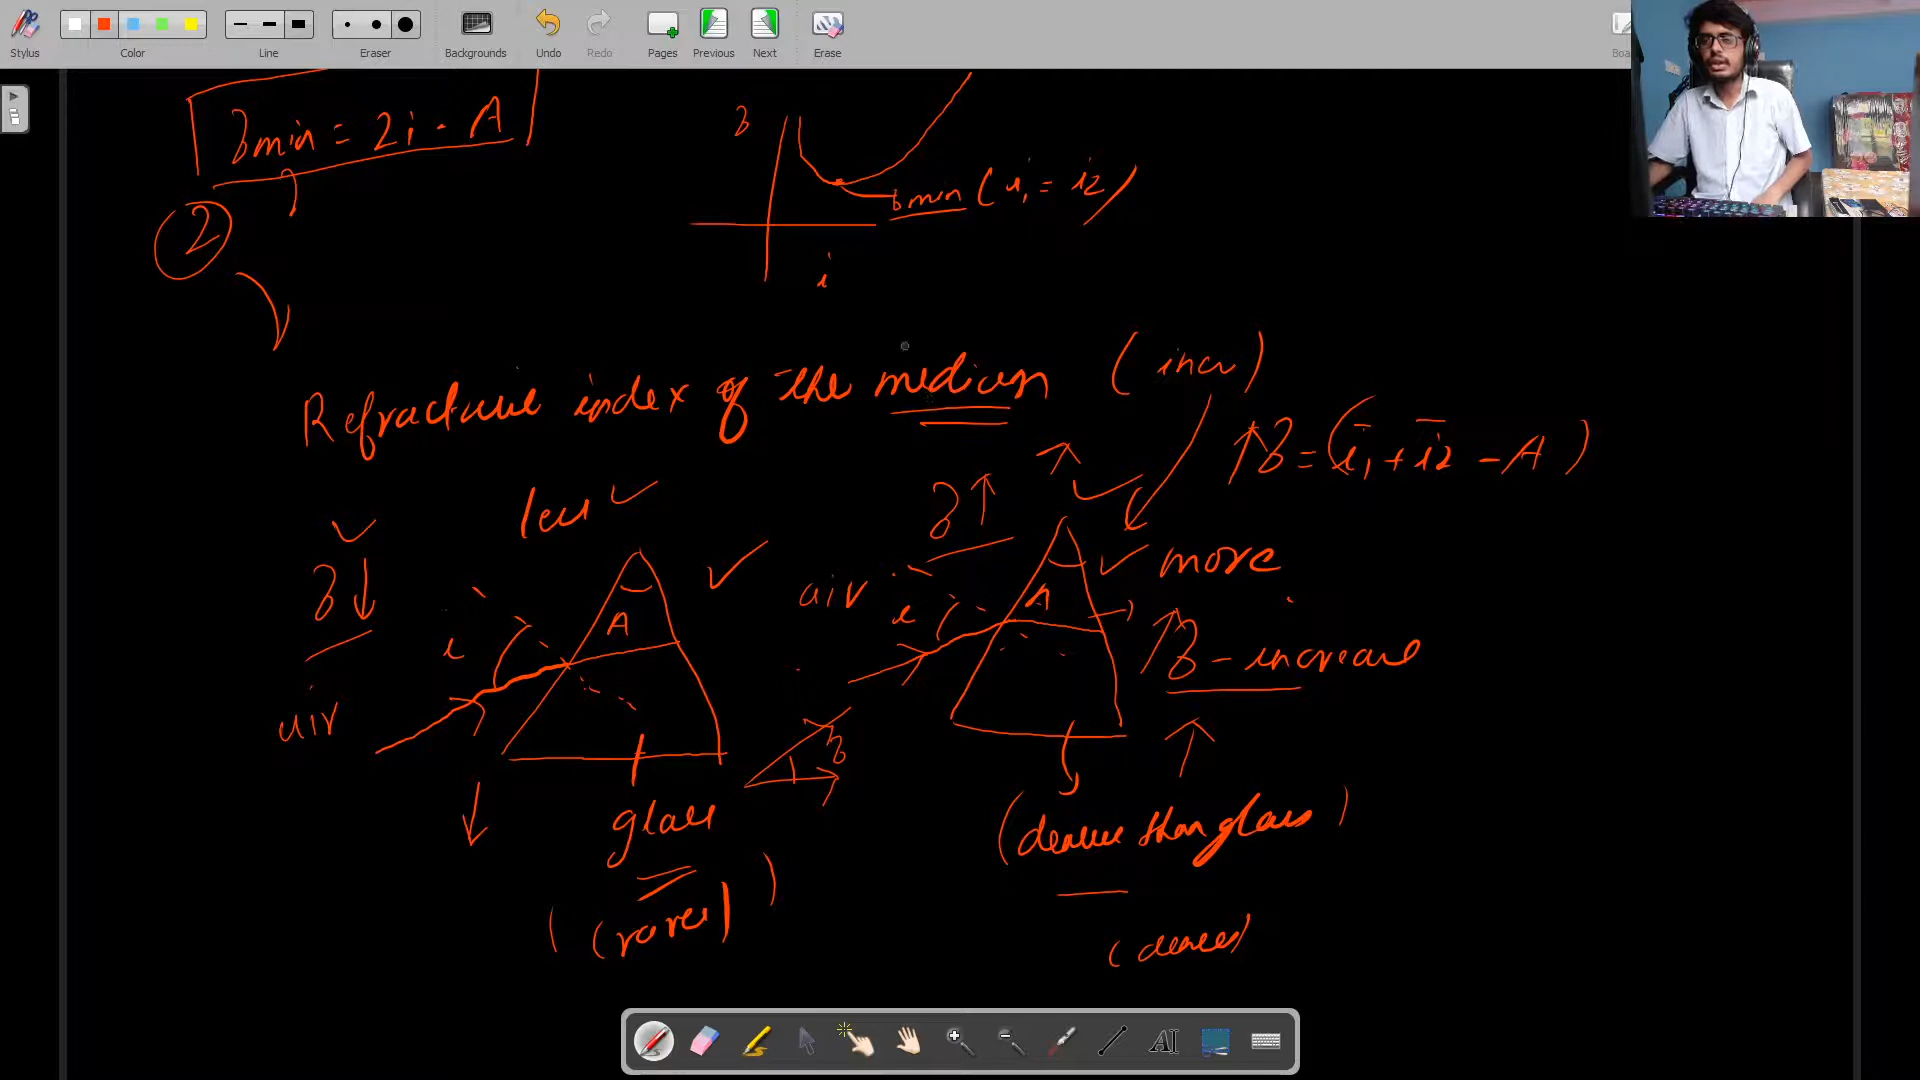 Stylus
Color
Line
Eraser
Backgrounds
Undo
Redo
Pages
Previous
Next
Erase
Boa
δmin = 2i - A
δ
δmin ( i1 = i2 )
i
2
Refractive index of the medium ( incr )
↑δ = ( i1 + i2 - A )
less
δ↓
i
A
air
glass
(rarer)
δ
δ↑
air
i
A
more
↑δ - increase
(denser than glass)
(denser)